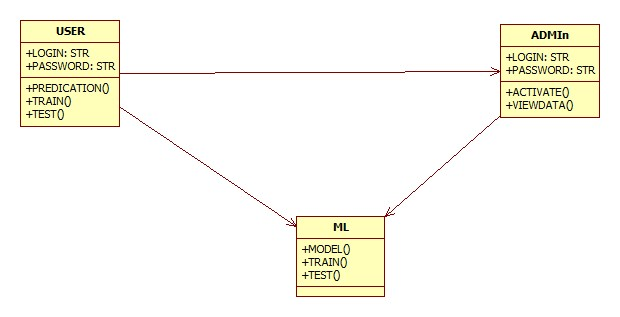 USER
+LOGIN: STR
+PASSWORD: STR
+PREDICATION()
+TRAIN()
+TEST()
ADMIn
+LOGIN: STR
+PASSWORD: STR
+ACTIVATE()
+VIEWDATA()
ML
+MODEL()
+TRAIN()
+TEST()